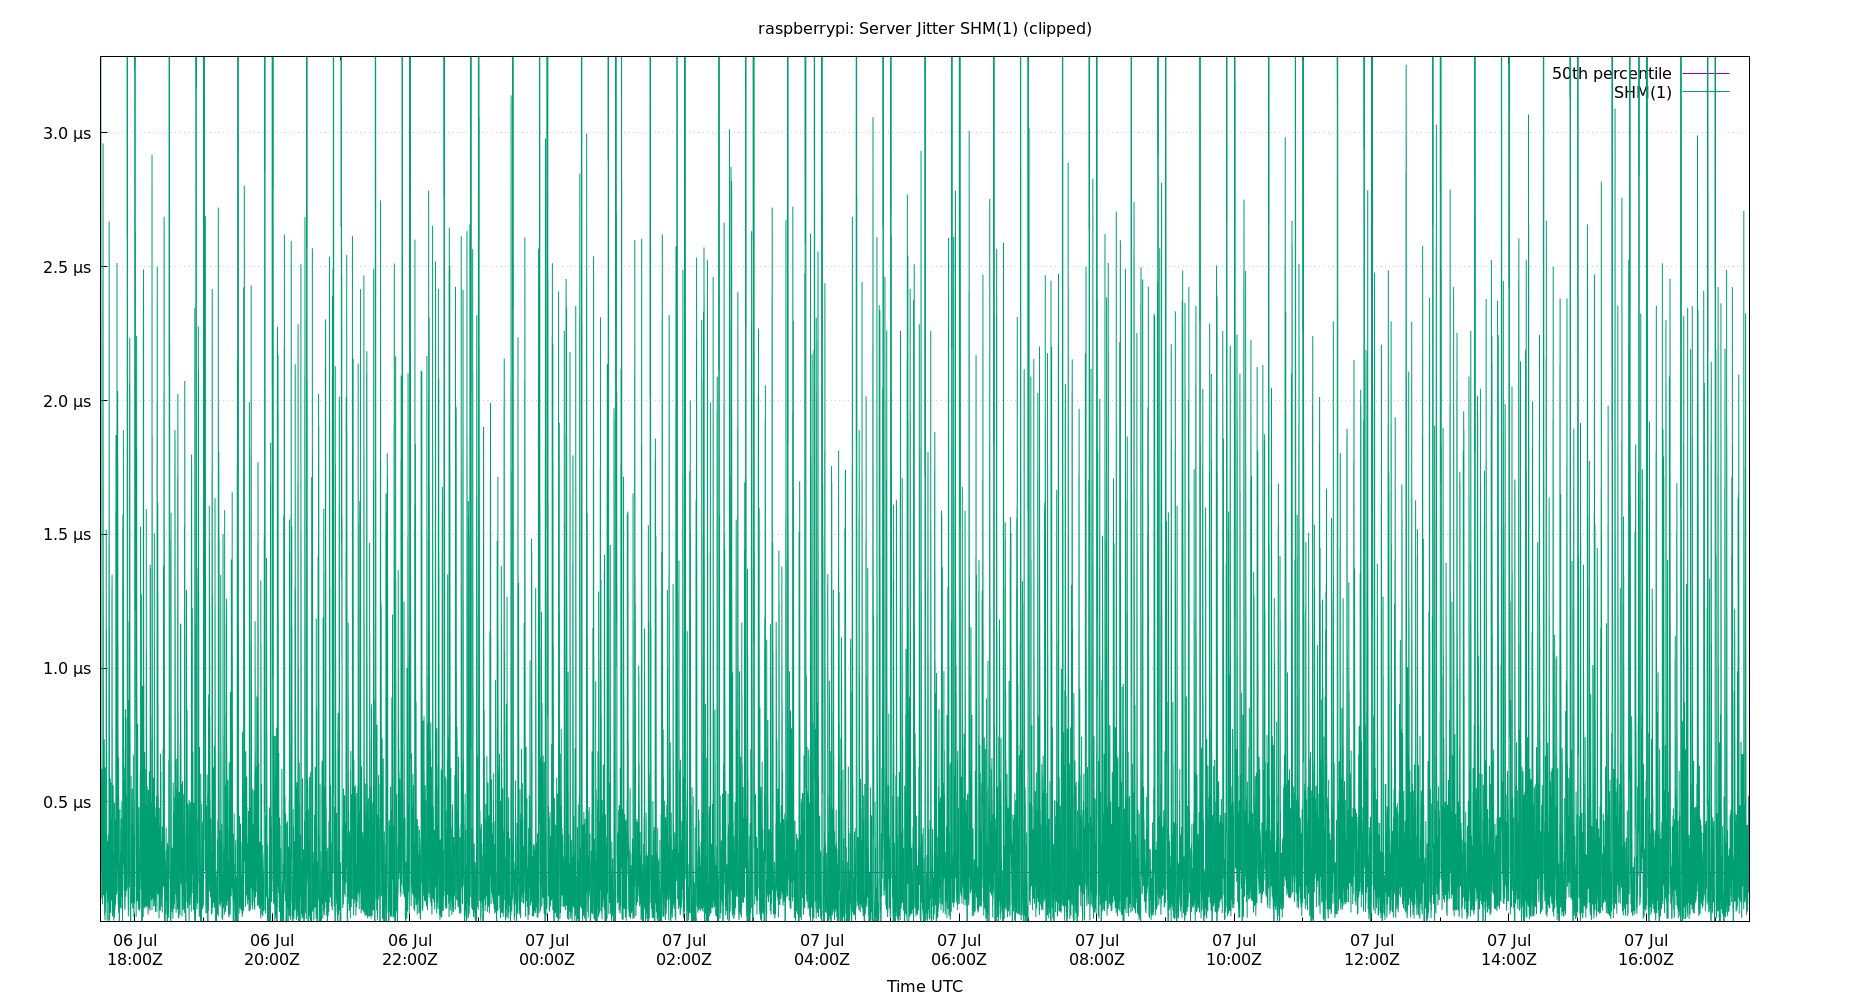 raspberrypi: Server Jitter SHM(1) (clipped)
50th percentile
SHM(1)
3.0 µs
2.5 µs
2.0 µs
1.5 µs
1.0 µs
0.5 µs
06 Jul 06 Jul 06 Jul 07 Jul 07 Jul 07 Jul 07 Jul 07 Jul 07 Jul 07 Jul 07 Jul 07 Jul
18:00Z 20:00Z 22:00Z 00:00Z 02:00Z 04:00Z 06:00Z 08:00Z 10:00Z 12:00Z 14:00Z 16:00Z
Time UTC